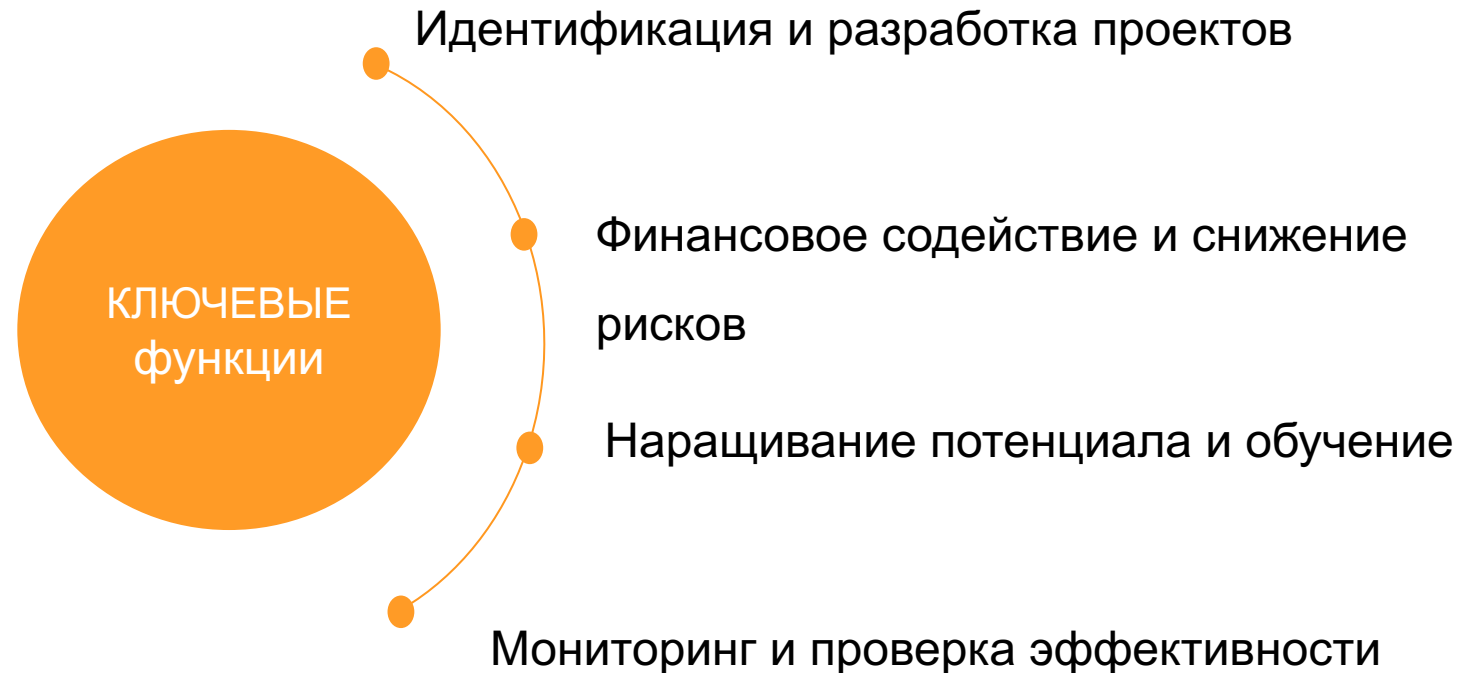 Идентификация и разработка проектов
Финансовое содействие и снижение
рисков
КЛЮЧЕВЫЕ
функции
Наращивание потенциала и обучение
Мониторинг и проверка эффективности